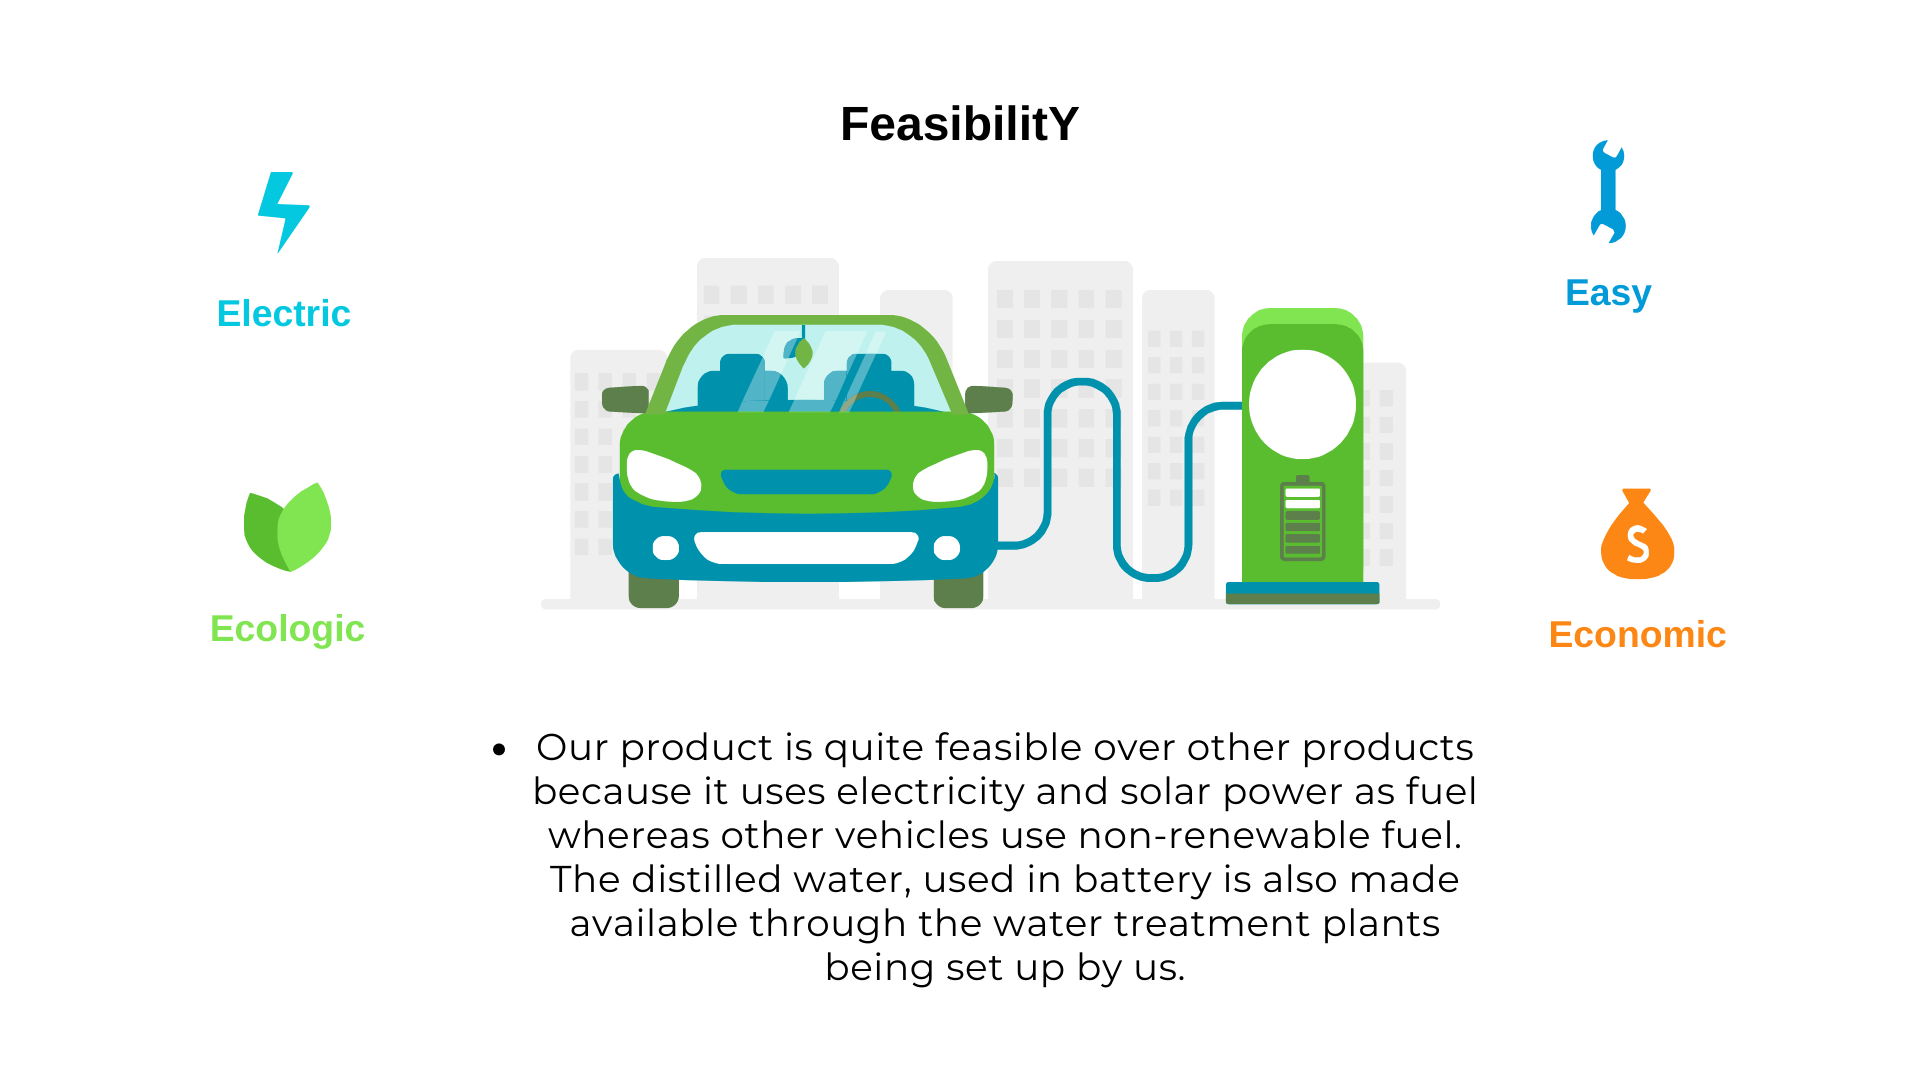 FeasibilitY
Electric
Easy
Ecologic
S
Economic
• Our product is quite feasible over other products
because it uses electricity and solar power as fuel
whereas other vehicles use non-renewable fuel.
The distilled water, used in battery is also made
available through the water treatment plants
being set up by us.